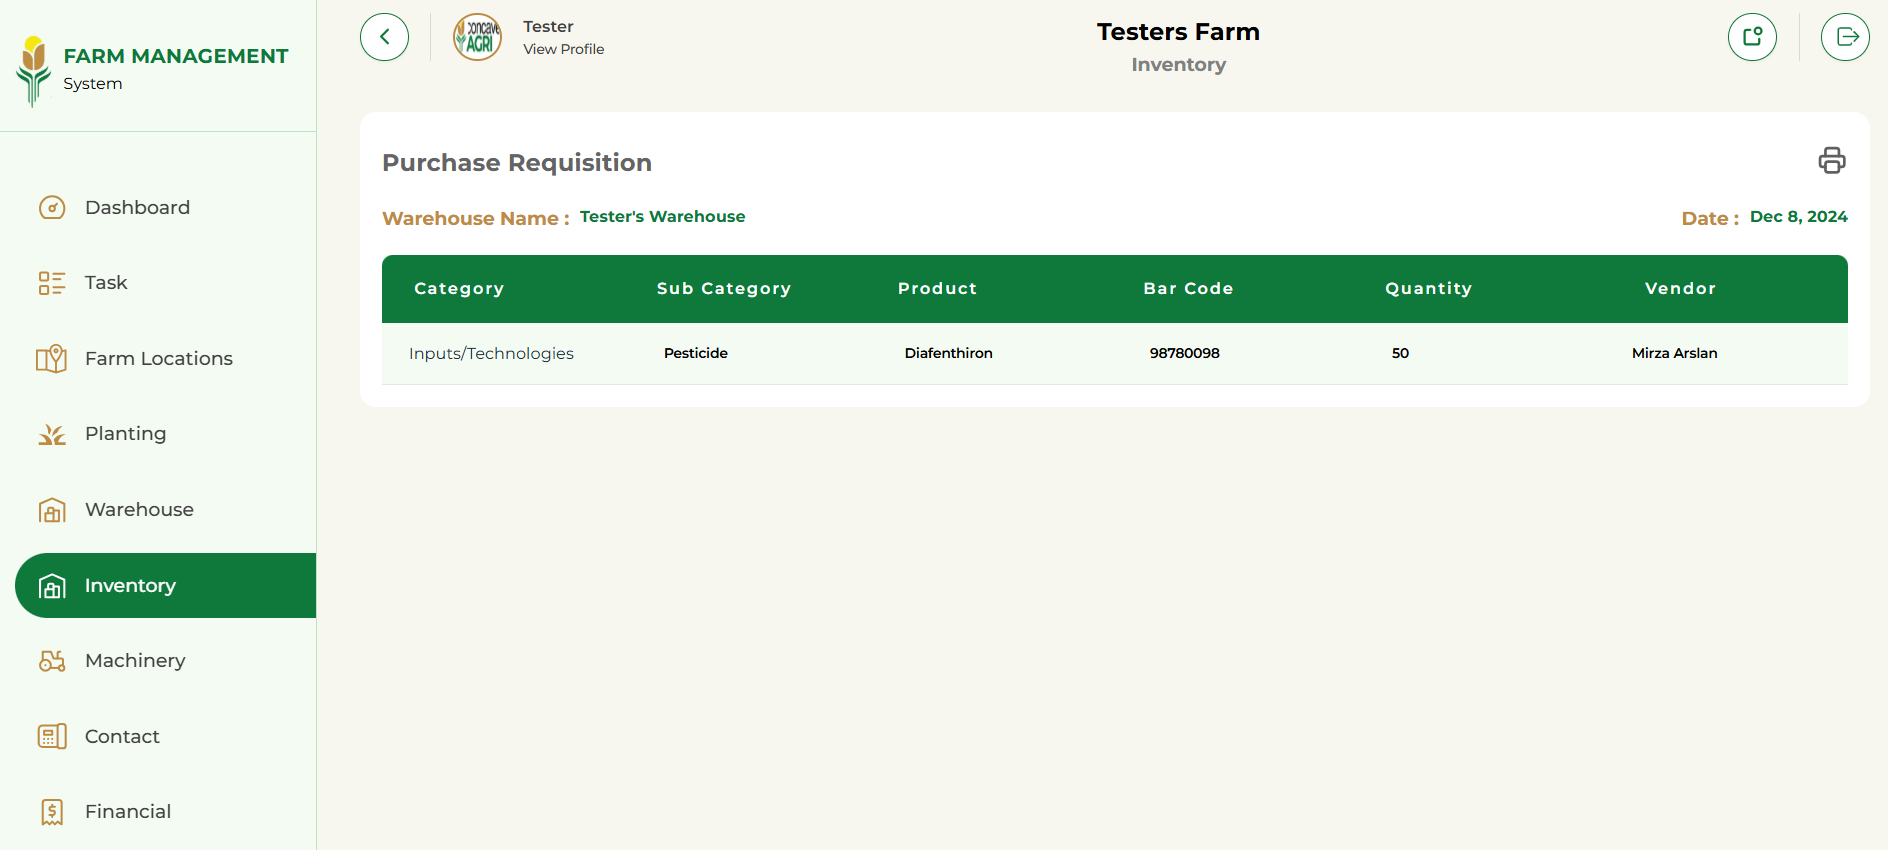 FARM MANAGEMENT
System
Dashboard
Task
Farm Locations
Planting
Warehouse
Inventory
Machinery
Contact
Financial
concave
AGRI
Tester
View Profile
Testers Farm
Inventory
Purchase Requisition
Warehouse Name : Tester's Warehouse
Date : Dec 8, 2024
Category Sub Category Product Bar Code Quantity Vendor
Inputs/Technologies Pesticide Diafenthiron 98780098 50 Mirza Arslan